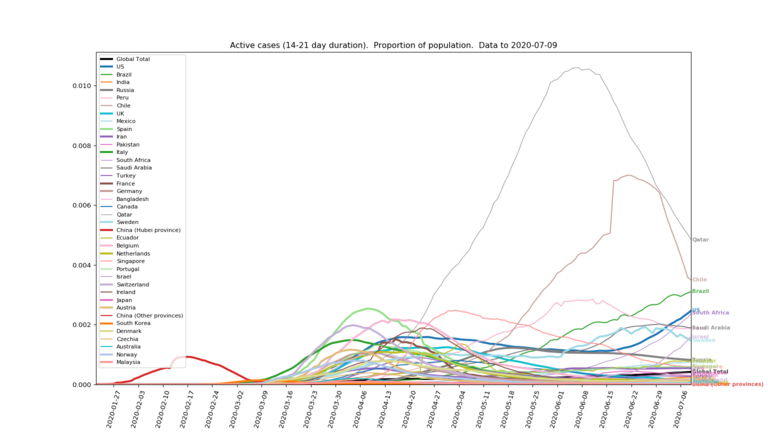 Active cases (14-21 day duration).  Proportion of population.  Data to 2020-07-09
Global Total
US
Brazil
India
Russia
Peru
Chile
UK
Mexico
Spain
Iran
Pakistan
Italy
South Africa
Saudi Arabia
Turkey
France
Germany
Bangladesh
Canada
Qatar
Sweden
China (Hubei province)
Ecuador
Belgium
Netherlands
Singapore
Portugal
Israel
Switzerland
Ireland
Japan
Austria
China (Other provinces)
South Korea
Denmark
Czechia
Australia
Norway
Malaysia
0.010
0.008
0.006
0.004
0.002
0.000
Qatar
Chile
Brazil
US
South Africa
Saudi Arabia
Israel
Global Total
China (Other provinces)
2020-01-27
2020-02-03
2020-02-10
2020-02-17
2020-02-24
2020-03-02
2020-03-09
2020-03-16
2020-03-23
2020-03-30
2020-04-06
2020-04-13
2020-04-20
2020-04-27
2020-05-04
2020-05-11
2020-05-18
2020-05-25
2020-06-01
2020-06-08
2020-06-15
2020-06-22
2020-06-29
2020-07-06